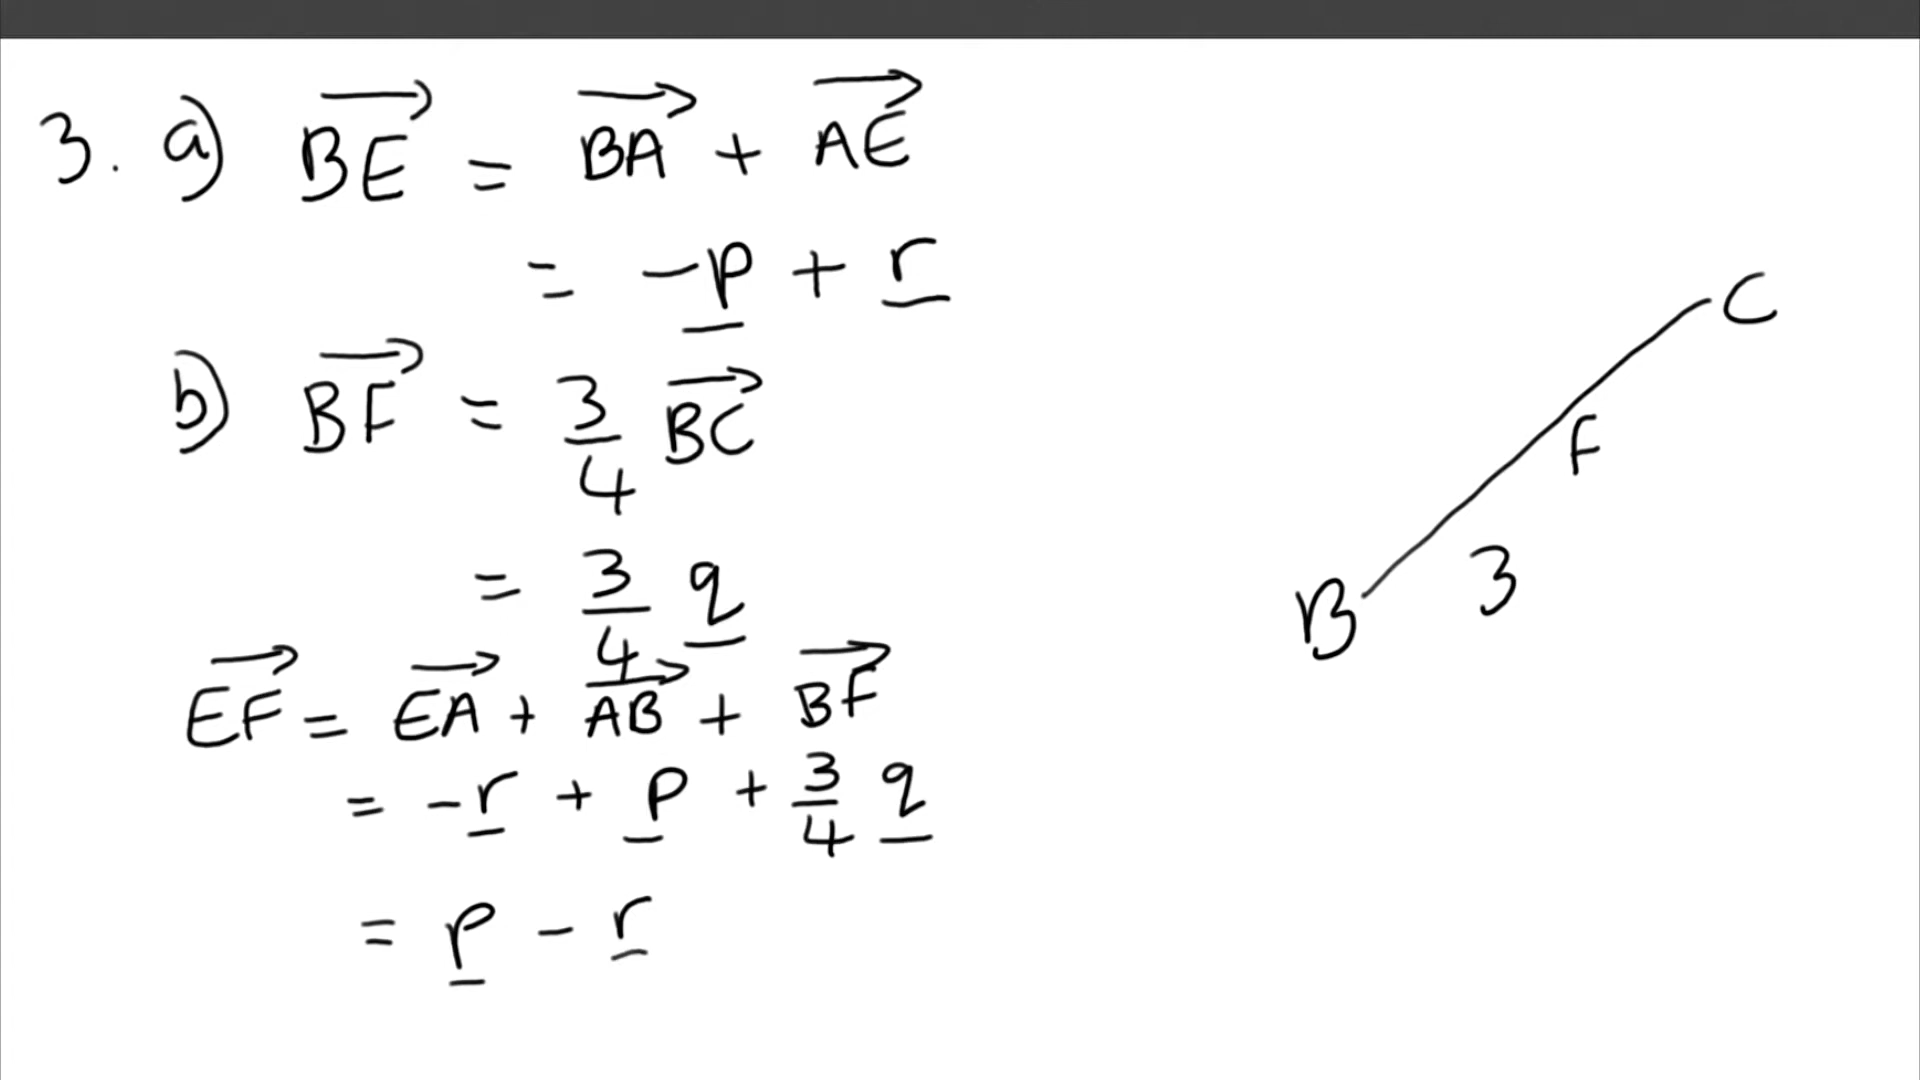 3. a) BE = BA + AE
= -p + r
b) BF = 3/4 BC
= 3/4 q
EF = EA + AB + BF
= -r + p + 3/4 q
= p - r
C
F
3
B